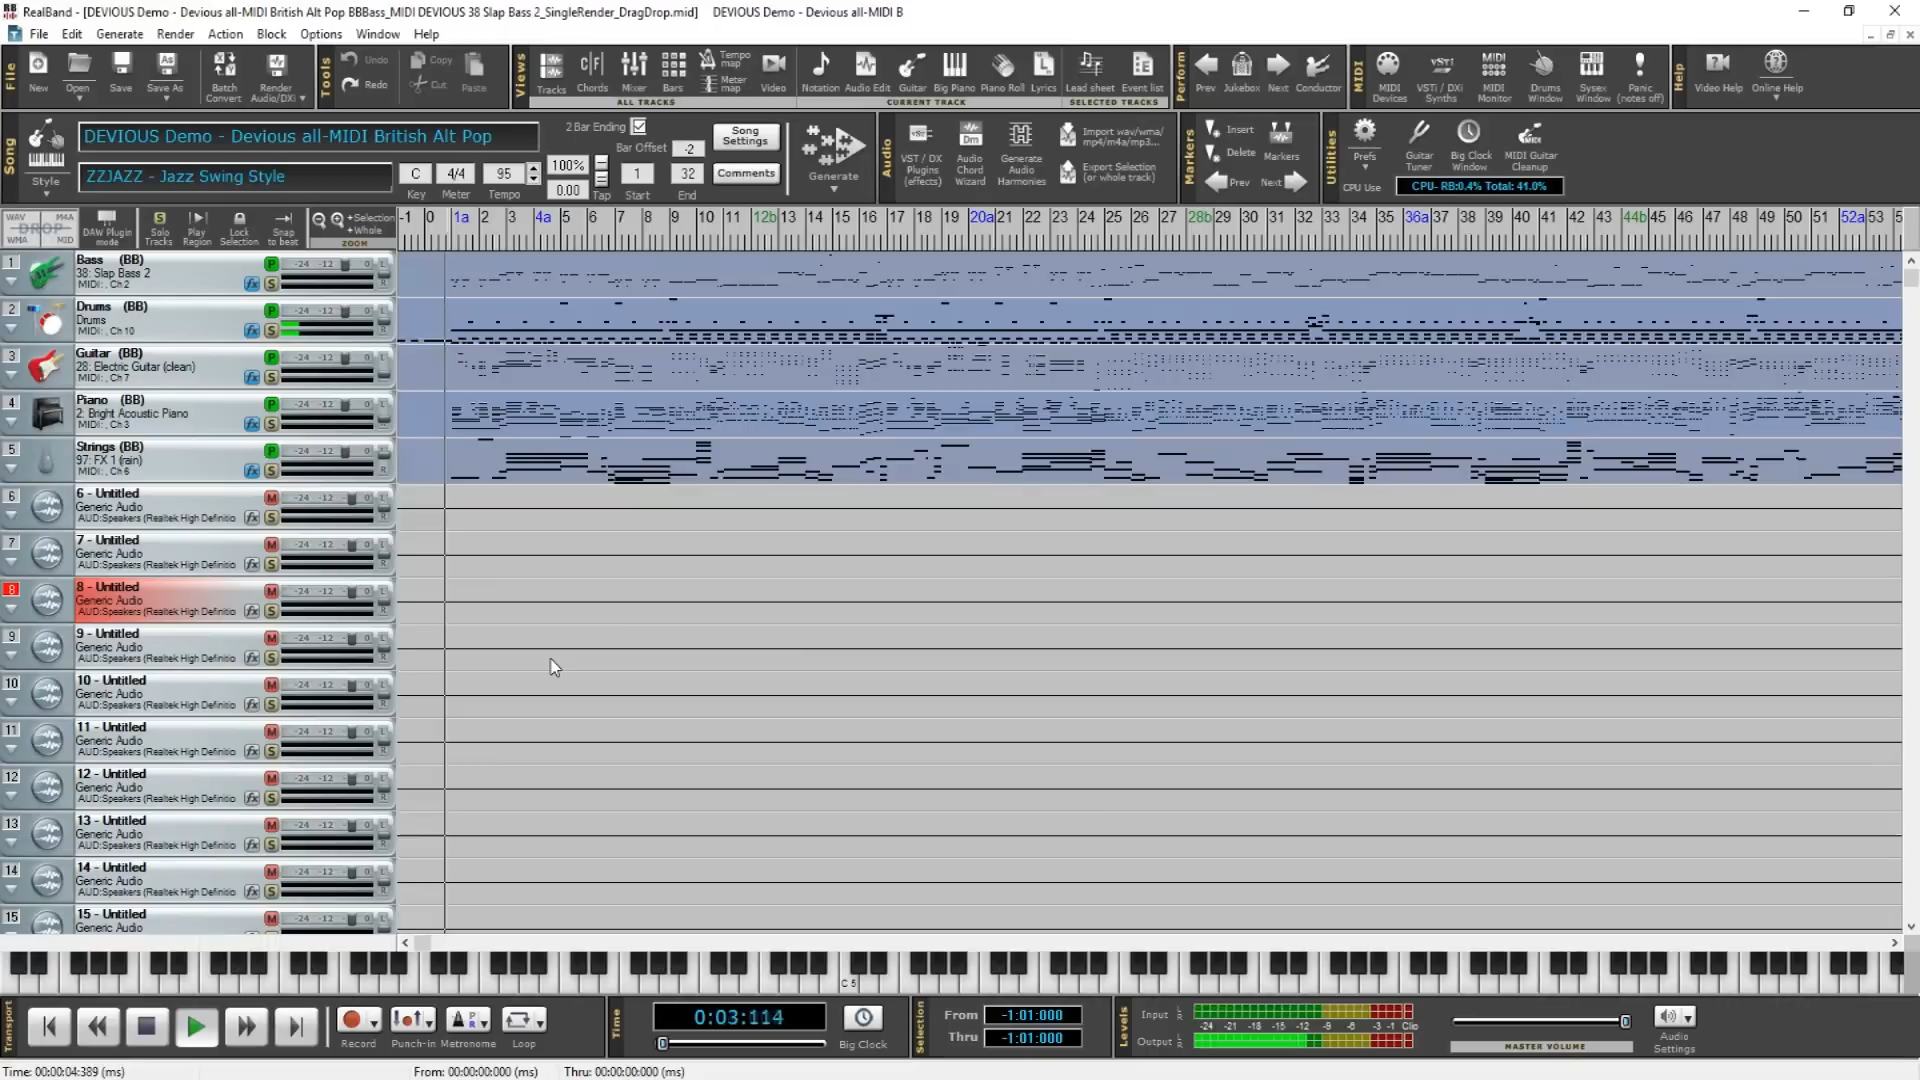 RealBand - [DEVIOUS Demo - Devious all-MIDI British Alt Pop BBBass_MIDI DEVIOUS 38 Slap Bass 2_SingleRender_DragDrop.mid] DEVIOUS Demo - Devious all-MIDI B
File Edit Generate Render Action Block Options Window Help
File Tools Views Perform MIDI Help
New Open Save Save As Batch Convert Render Audio/DXi Undo Redo Copy Cut Paste
Tracks Chords Mixer Bars Tempo map Meter map Video Notation Audio Edit Guitar Big Piano Piano Roll Lyrics Lead sheet Event list
ALL TRACKS CURRENT TRACK SELECTED TRACKS
Prev Jukebox Next Conductor MIDI Devices VSTi / DXi Synths MIDI Monitor Drums Window Sysex Window Panic (notes off) Video Help Online Help
Song Style
DEVIOUS Demo - Devious all-MIDI British Alt Pop
ZZJAZZ - Jazz Swing Style
C 4/4 95 100% 0.00 1 32
Key Meter Tempo Tap Start End
2 Bar Ending
Bar Offset -2
Song Settings
Comments
Generate
Audio
VST / DX Plugins (effects) Audio Chord Wizard Generate Audio Harmonies
Import wav/wma/ mp4/m4a/mp3...
Export Selection (or whole track)
Markers
Insert
Delete Markers
Prev Next
Utilities
Prefs Guitar Tuner Big Clock Window MIDI Guitar Cleanup
CPU Use CPU- RB:0.4% Total: 41.0%
WAV M4A DROP WMA MID
DAW Plugin mode Solo Tracks Play Region Lock Selection Snap to beat +Selection +Whole ZOOM
-1 0 1a 2 3 4a 5 6 7 8 9 10 11 12b 13 14 15 16 17 18 19 20a 21 22 23 24 25 26 27 28b 29 30 31 32 33 34 35 36a 37 38 39 40 41 42 43 44b 45 46 47 48 49 50 51 52a 53
1 Bass (BB)
38: Slap Bass 2
MIDI: , Ch 2
2 Drums (BB)
Drums
MIDI: , Ch 10
3 Guitar (BB)
28: Electric Guitar (clean)
MIDI: , Ch 7
4 Piano (BB)
2: Bright Acoustic Piano
MIDI: , Ch 3
5 Strings (BB)
97: FX 1 (rain)
MIDI: , Ch 6
6 6 - Untitled
Generic Audio
AUD:Speakers (Realtek High Definitio
7 7 - Untitled
Generic Audio
AUD:Speakers (Realtek High Definitio
8 8 - Untitled
Generic Audio
AUD:Speakers (Realtek High Definitio
9 9 - Untitled
Generic Audio
AUD:Speakers (Realtek High Definitio
10 10 - Untitled
Generic Audio
AUD:Speakers (Realtek High Definitio
11 11 - Untitled
Generic Audio
AUD:Speakers (Realtek High Definitio
12 12 - Untitled
Generic Audio
AUD:Speakers (Realtek High Definitio
13 13 - Untitled
Generic Audio
AUD:Speakers (Realtek High Definitio
14 14 - Untitled
Generic Audio
AUD:Speakers (Realtek High Definitio
15 15 - Untitled
Generic Audio
C 5
Transport
Record Punch-in Metronome Loop
Time 0:03:114 Big Clock
Selection
From -1:01:000
Thru -1:01:000
Levels
Input L R
-24 -21 -18 -15 -12 -9 -6 -3 -1 Clip
Output L R
MASTER VOLUME
Audio Settings
Time: 00:00:04:389 (ms) From: 00:00:00:000 (ms) Thru: 00:00:00:000 (ms)